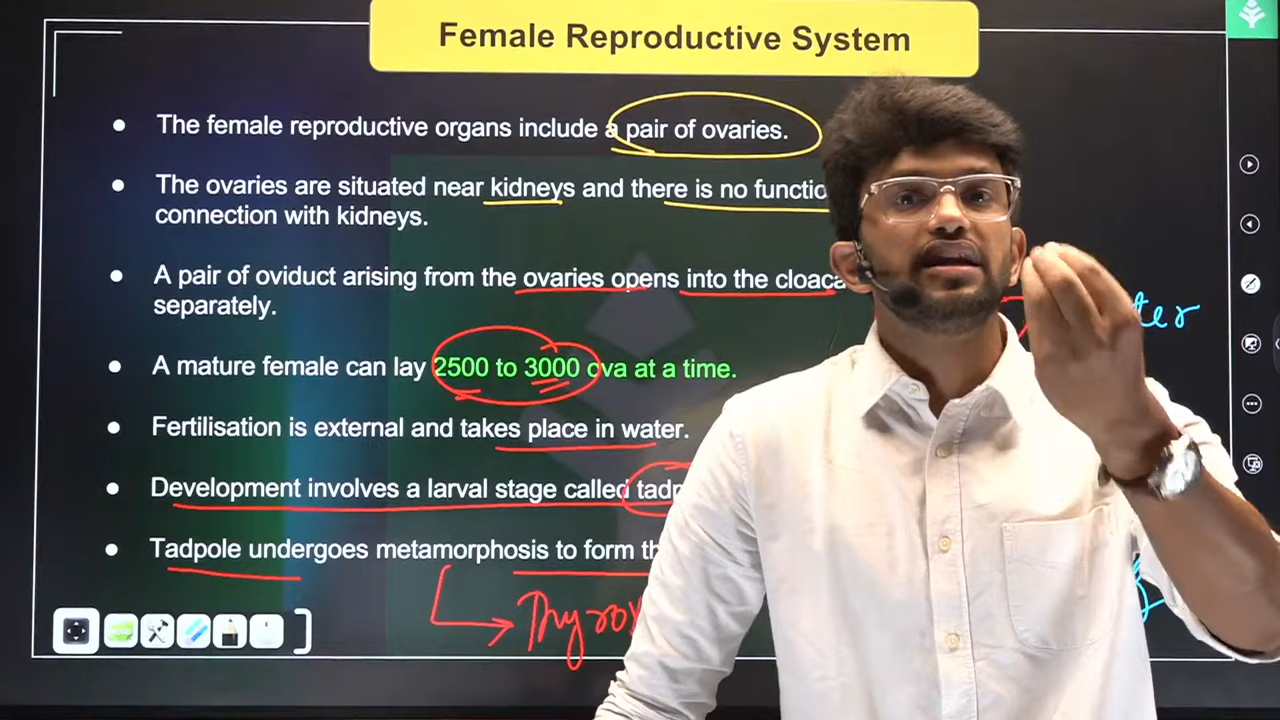 Female Reproductive System
The female reproductive organs include a pair of ovaries.
The ovaries are situated near kidneys and there is no functio
connection with kidneys.
A pair of oviduct arising from the ovaries opens into the cloaca
separately.
A mature female can lay 2500 to 3000 ova at a time.
Fertilisation is external and takes place in water.
Development involves a larval stage called tadp
Tadpole undergoes metamorphosis to form th
Thyrox
ter